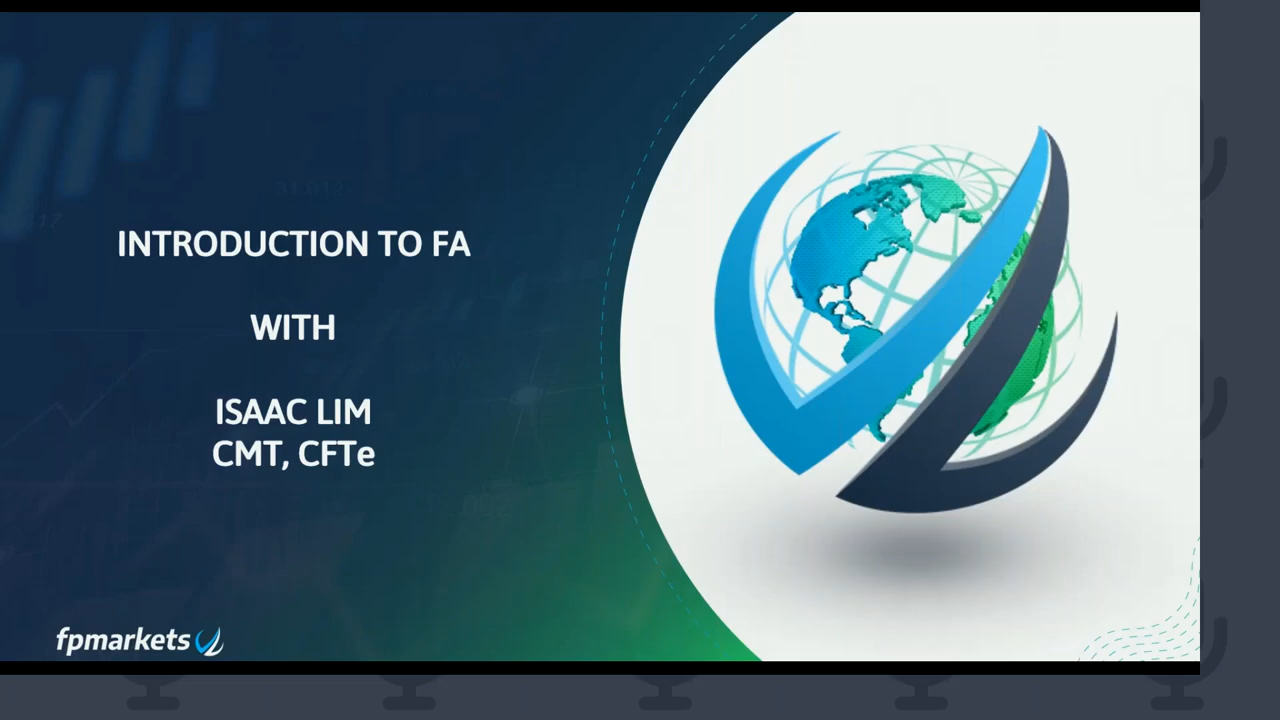 INTRODUCTION TO FA
WITH
ISAAC LIM
CMT, CFTe
fpmarkets